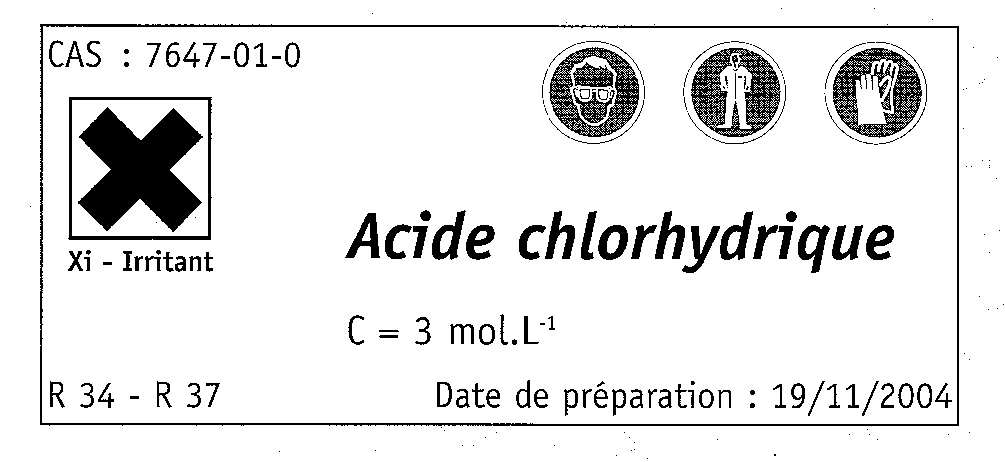 CAS : 7647-01-0
Xi - Irritant
Acide chlorhydrique
C = 3 mol.L⁻¹
R 34 - R 37
Date de préparation : 19/11/2004